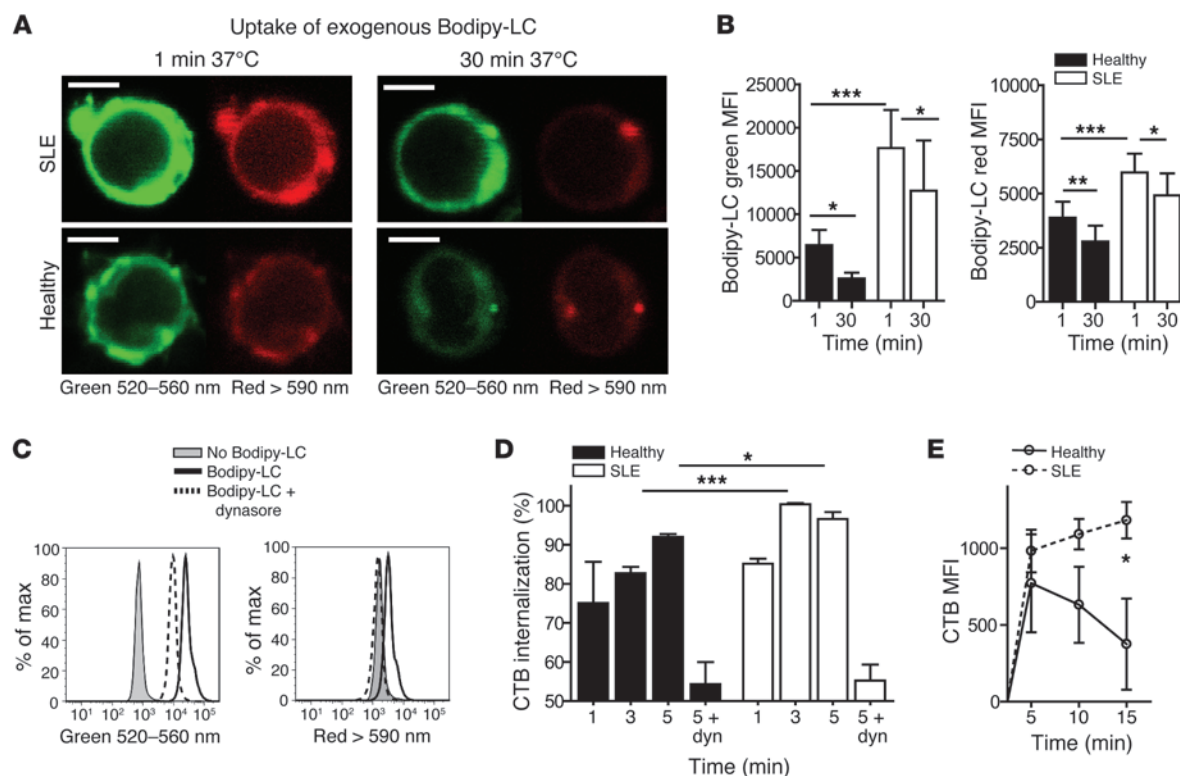 A
Uptake of exogenous Bodipy-LC
1 min 37°C
30 min 37°C
SLE
Healthy
Green 520–560 nm
Red > 590 nm
Green 520–560 nm
Red > 590 nm
B
Healthy
SLE
Bodipy-LC green MFI
25000
20000
15000
10000
5000
0
***
*
*
1 30 1 30
Time (min)
Bodipy-LC red MFI
10000
7500
5000
2500
0
***
*
**
1 30 1 30
Time (min)
C
No Bodipy-LC
Bodipy-LC
Bodipy-LC +
dynasore
% of max
100
80
60
40
20
0
10¹ 10² 10³ 10⁴ 10⁵
Green 520–560 nm
% of max
100
80
60
40
20
0
10¹ 10² 10³ 10⁴ 10⁵
Red > 590 nm
D
Healthy
SLE
CTB internalization (%)
100
90
80
70
60
50
*
***
1 3 5 5 + 1 3 5 5 +
dyn dyn
Time (min)
E
Healthy
SLE
CTB MFI
1000
500
0
*
5 10 15
Time (min)